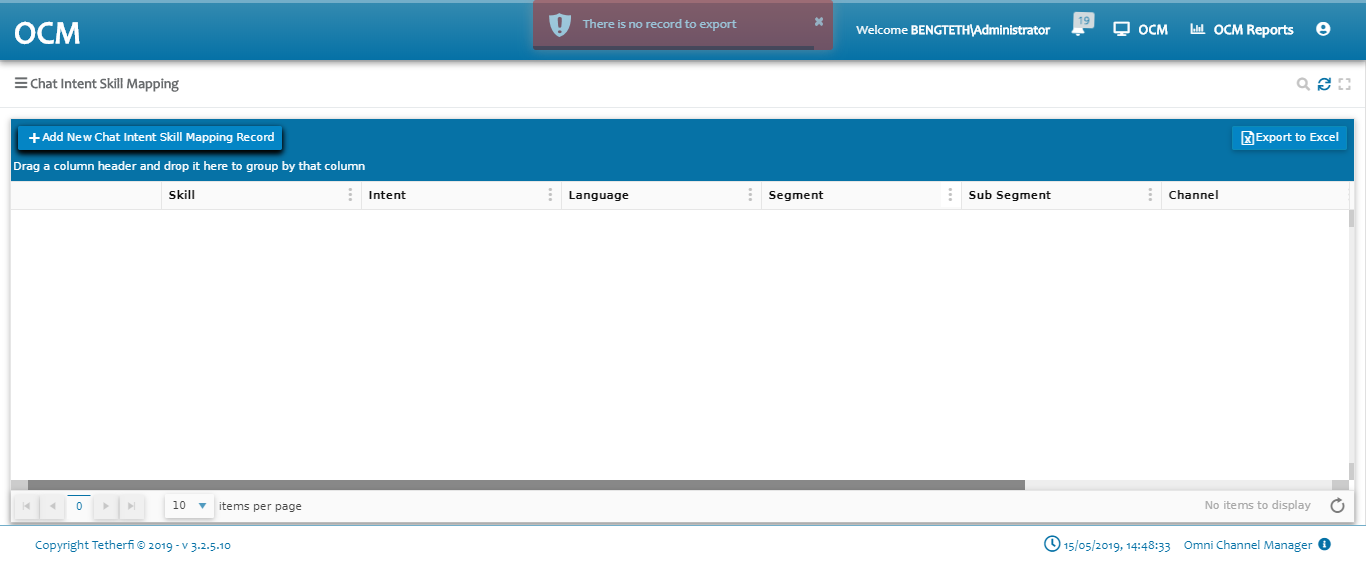 OCM
There is no record to export
Welcome BENGTETH\Administrator
19
OCM
OCM Reports
Chat Intent Skill Mapping
Add New Chat Intent Skill Mapping Record
Export to Excel
Drag a column header and drop it here to group by that column
Skill Intent Language Segment Sub Segment Channel
0
10 items per page
No items to display
Copyright Tetherfi © 2019 - v 3.2.5.10
15/05/2019, 14:48:33
Omni Channel Manager